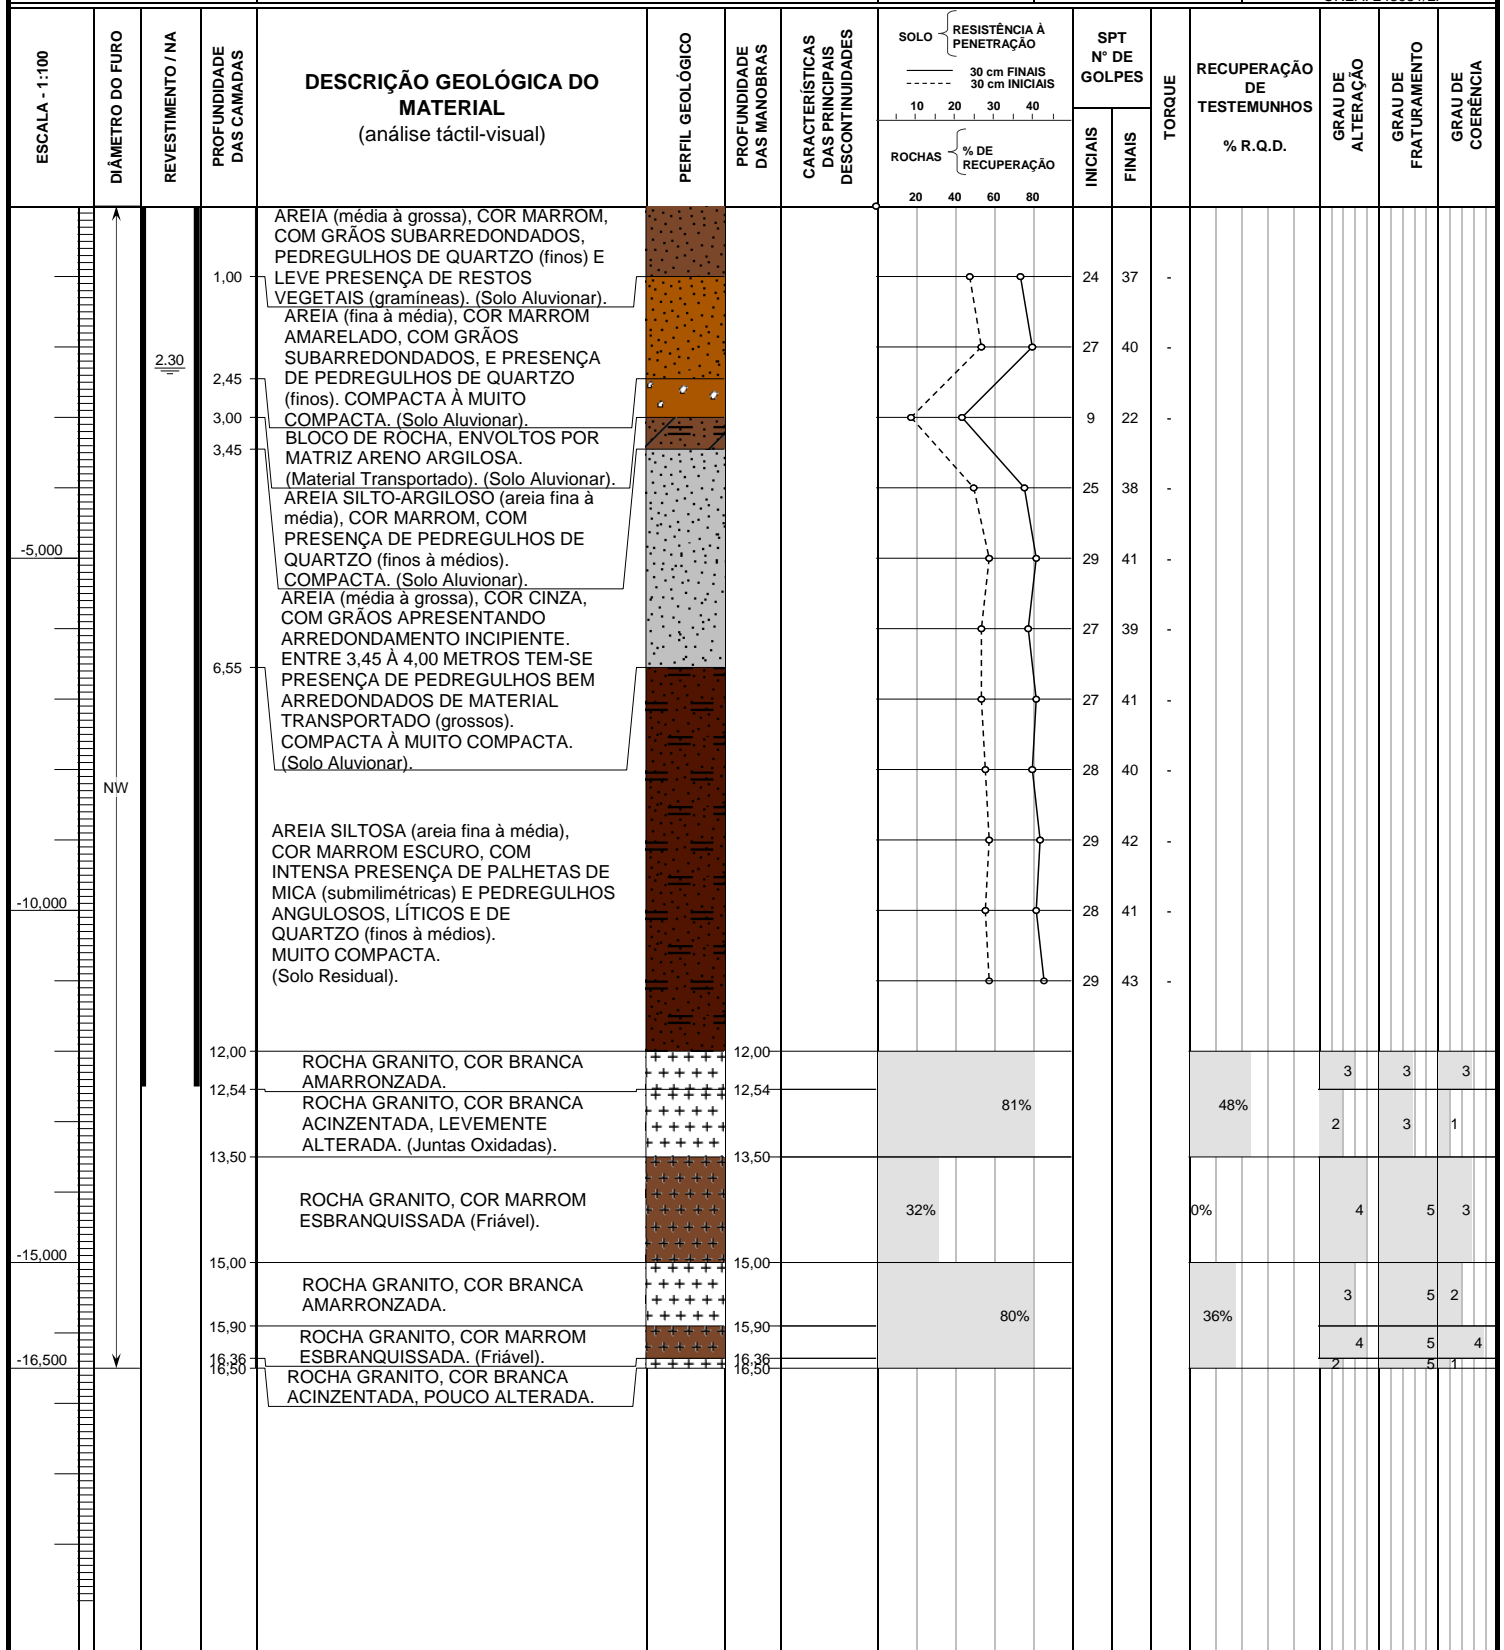 ESCALA - 1:100
DIÂMETRO DO FURO
REVESTIMENTO / NA
PROFUNDIDADE
DAS CAMADAS
DESCRIÇÃO GEOLÓGICA DO
MATERIAL
(análise táctil-visual)
PERFIL GEOLÓGICO
PROFUNDIDADE
DAS MANOBRAS
CARACTERÍSTICAS
DAS PRINCIPAIS
DESCONTINUIDADES
SOLO
RESISTÊNCIA À
PENETRAÇÃO
30 cm FINAIS
30 cm INICIAIS
10 20 30 40
ROCHAS
% DE
RECUPERAÇÃO
20 40 60 80
SPT
N° DE
GOLPES
INICIAIS
FINAIS
TORQUE
RECUPERAÇÃO
DE
TESTEMUNHOS
% R.Q.D.
GRAU DE
ALTERAÇÃO
GRAU DE
FRATURAMENTO
GRAU DE
COERÊNCIA
AREIA (média à grossa), COR MARROM,
COM GRÃOS SUBARREDONDADOS,
PEDREGULHOS DE QUARTZO (finos) E
LEVE PRESENÇA DE RESTOS
VEGETAIS (gramíneas). (Solo Aluvionar).
1,00
24 37 -
AREIA (fina à média), COR MARROM
AMARELADO, COM GRÃOS
SUBARREDONDADOS, E PRESENÇA
DE PEDREGULHOS DE QUARTZO
(finos). COMPACTA À MUITO
COMPACTA. (Solo Aluvionar).
27 40 -
2.30
2,45
3,00
9 22 -
BLOCO DE ROCHA, ENVOLTOS POR
MATRIZ ARENO ARGILOSA.
(Material Transportado). (Solo Aluvionar).
3,45
25 38 -
AREIA SILTO-ARGILOSO (areia fina à
média), COR MARROM, COM
PRESENÇA DE PEDREGULHOS DE
QUARTZO (finos à médios).
COMPACTA. (Solo Aluvionar).
-5,000
29 41 -
AREIA (média à grossa), COR CINZA,
COM GRÃOS APRESENTANDO
ARREDONDAMENTO INCIPIENTE.
ENTRE 3,45 À 4,00 METROS TEM-SE
PRESENÇA DE PEDREGULHOS BEM
ARREDONDADOS DE MATERIAL
TRANSPORTADO (grossos).
COMPACTA À MUITO COMPACTA.
(Solo Aluvionar).
27 39 -
6,55
27 41 -
28 40 -
NW
AREIA SILTOSA (areia fina à média),
COR MARROM ESCURO, COM
INTENSA PRESENÇA DE PALHETAS DE
MICA (submilimétricas) E PEDREGULHOS
ANGULOSOS, LÍTICOS E DE
QUARTZO (finos à médios).
MUITO COMPACTA.
(Solo Residual).
29 42 -
-10,000
28 41 -
29 43 -
12,00
12,00
ROCHA GRANITO, COR BRANCA
AMARRONZADA.
3 3 3
12,54
12,54
ROCHA GRANITO, COR BRANCA
ACINZENTADA, LEVEMENTE
ALTERADA. (Juntas Oxidadas).
81%
48%
2 3 1
13,50
13,50
ROCHA GRANITO, COR MARROM
ESBRANQUISSADA (Friável).
32%
0%
4 5 3
-15,000
15,00
15,00
ROCHA GRANITO, COR BRANCA
AMARRONZADA.
3 5 2
80%
36%
15,90
15,90
ROCHA GRANITO, COR MARROM
ESBRANQUISSADA. (Friável).
4 5 4
16,36
16,36
-16,500
16,50
16,50
2 5 1
ROCHA GRANITO, COR BRANCA
ACINZENTADA, POUCO ALTERADA.